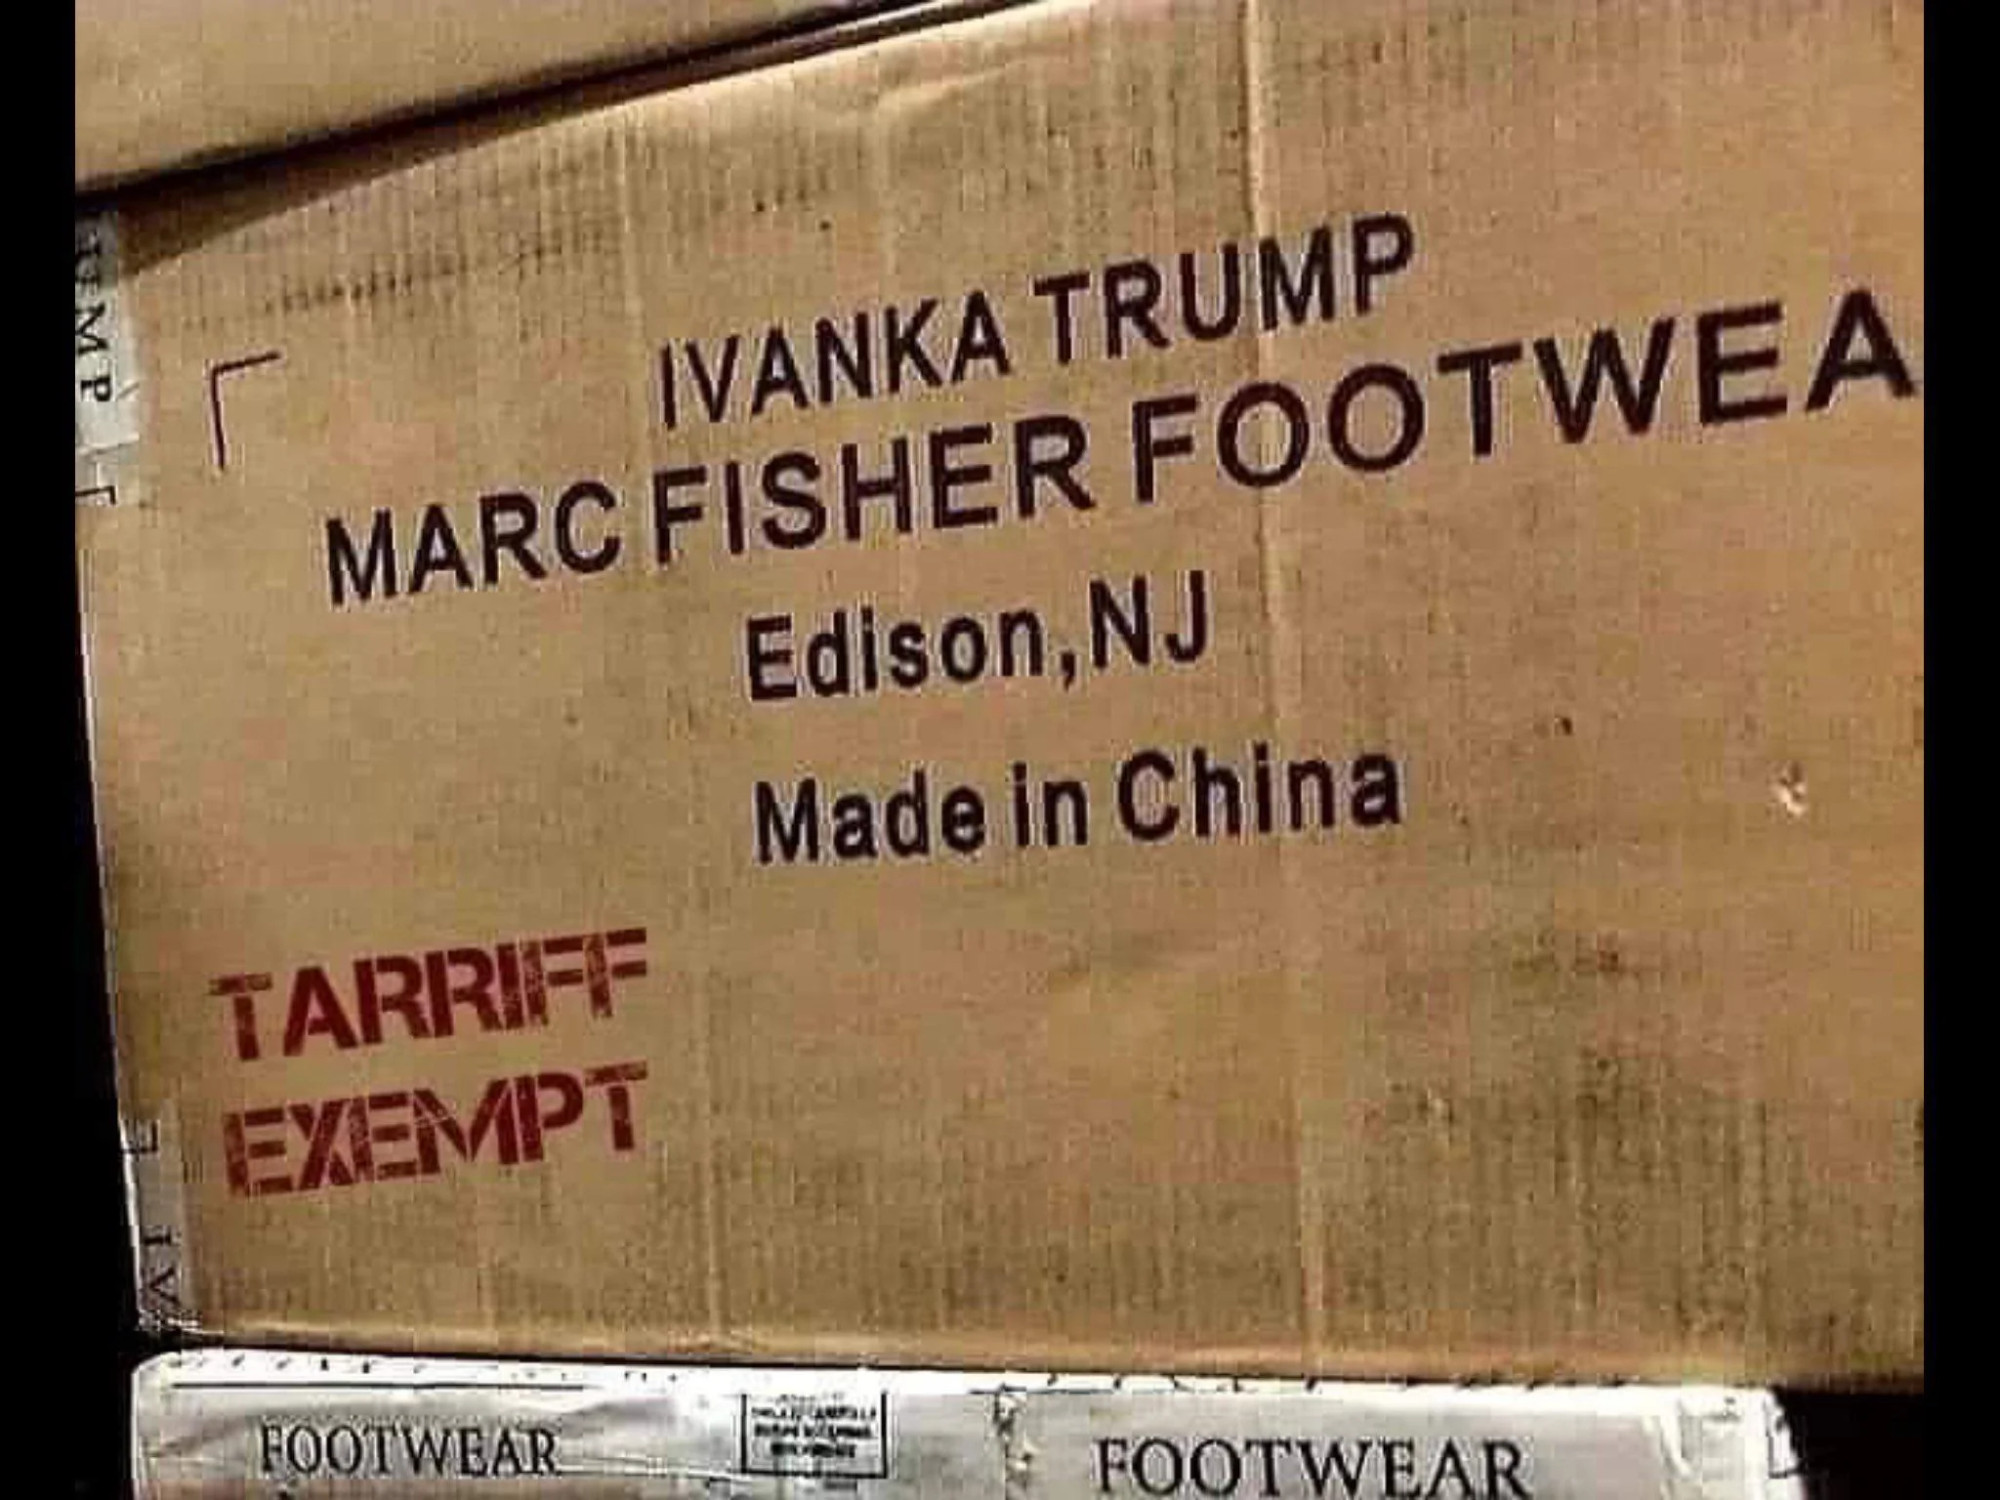 IVANKA TRUMP
MARC FISHER FOOTWEA
Edison,NJ
Made in China
TARRIFF
EXEMPT
FOOTWEAR
FOOTWEAR